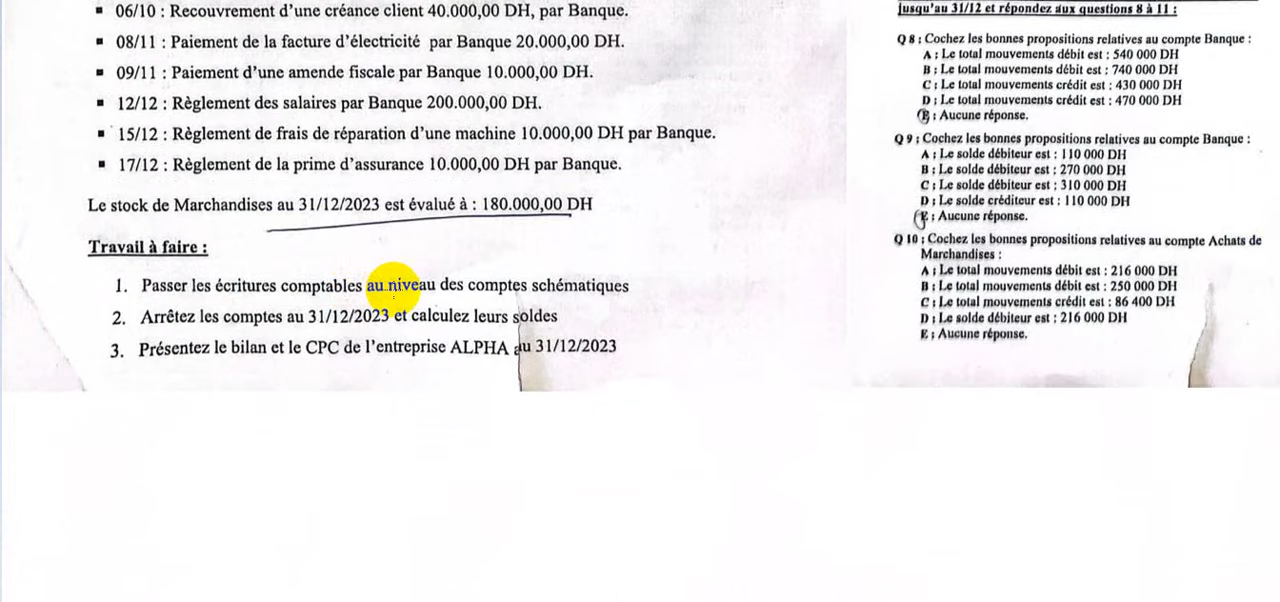 ▪ 06/10 : Recouvrement d'une créance client 40.000,00 DH, par Banque.
▪ 08/11 : Paiement de la facture d'électricité par Banque 20.000,00 DH.
▪ 09/11 : Paiement d'une amende fiscale par Banque 10.000,00 DH.
▪ 12/12 : Règlement des salaires par Banque 200.000,00 DH.
▪ 15/12 : Règlement de frais de réparation d'une machine 10.000,00 DH par Banque.
▪ 17/12 : Règlement de la prime d'assurance 10.000,00 DH par Banque.
Le stock de Marchandises au 31/12/2023 est évalué à : 180.000,00 DH
Travail à faire :
1. Passer les écritures comptables au niveau des comptes schématiques
2. Arrêtez les comptes au 31/12/2023 et calculez leurs soldes
3. Présentez le bilan et le CPC de l'entreprise ALPHA au 31/12/2023
jusqu'au 31/12 et répondez aux questions 8 à 11 :
Q 8 : Cochez les bonnes propositions relatives au compte Banque :
A : Le total mouvements débit est : 540 000 DH
B : Le total mouvements débit est : 740 000 DH
C : Le total mouvements crédit est : 430 000 DH
D : Le total mouvements crédit est : 470 000 DH
E : Aucune réponse.
Q 9 : Cochez les bonnes propositions relatives au compte Banque :
A : Le solde débiteur est : 110 000 DH
B : Le solde débiteur est : 270 000 DH
C : Le solde débiteur est : 310 000 DH
D : Le solde créditeur est : 110 000 DH
E : Aucune réponse.
Q 10 : Cochez les bonnes propositions relatives au compte Achats de
Marchandises :
A : Le total mouvements débit est : 216 000 DH
B : Le total mouvements débit est : 250 000 DH
C : Le total mouvements crédit est : 86 400 DH
D : Le solde débiteur est : 216 000 DH
E : Aucune réponse.